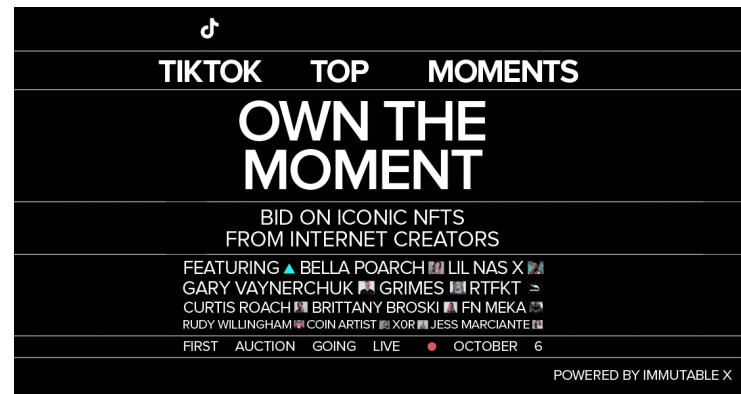 TIKTOK TOP MOMENTS
OWN THE
MOMENT
BID ON ICONIC NFTS
FROM INTERNET CREATORS
FEATURING BELLA POARCH LIL NAS X
GARY VAYNERCHUK GRIMES RTFKT
CURTIS ROACH BRITTANY BROSKI FN MEKA
RUDY WILLINGHAM COIN ARTIST X0R JESS MARCIANTE
FIRST AUCTION GOING LIVE OCTOBER 6
POWERED BY IMMUTABLE X